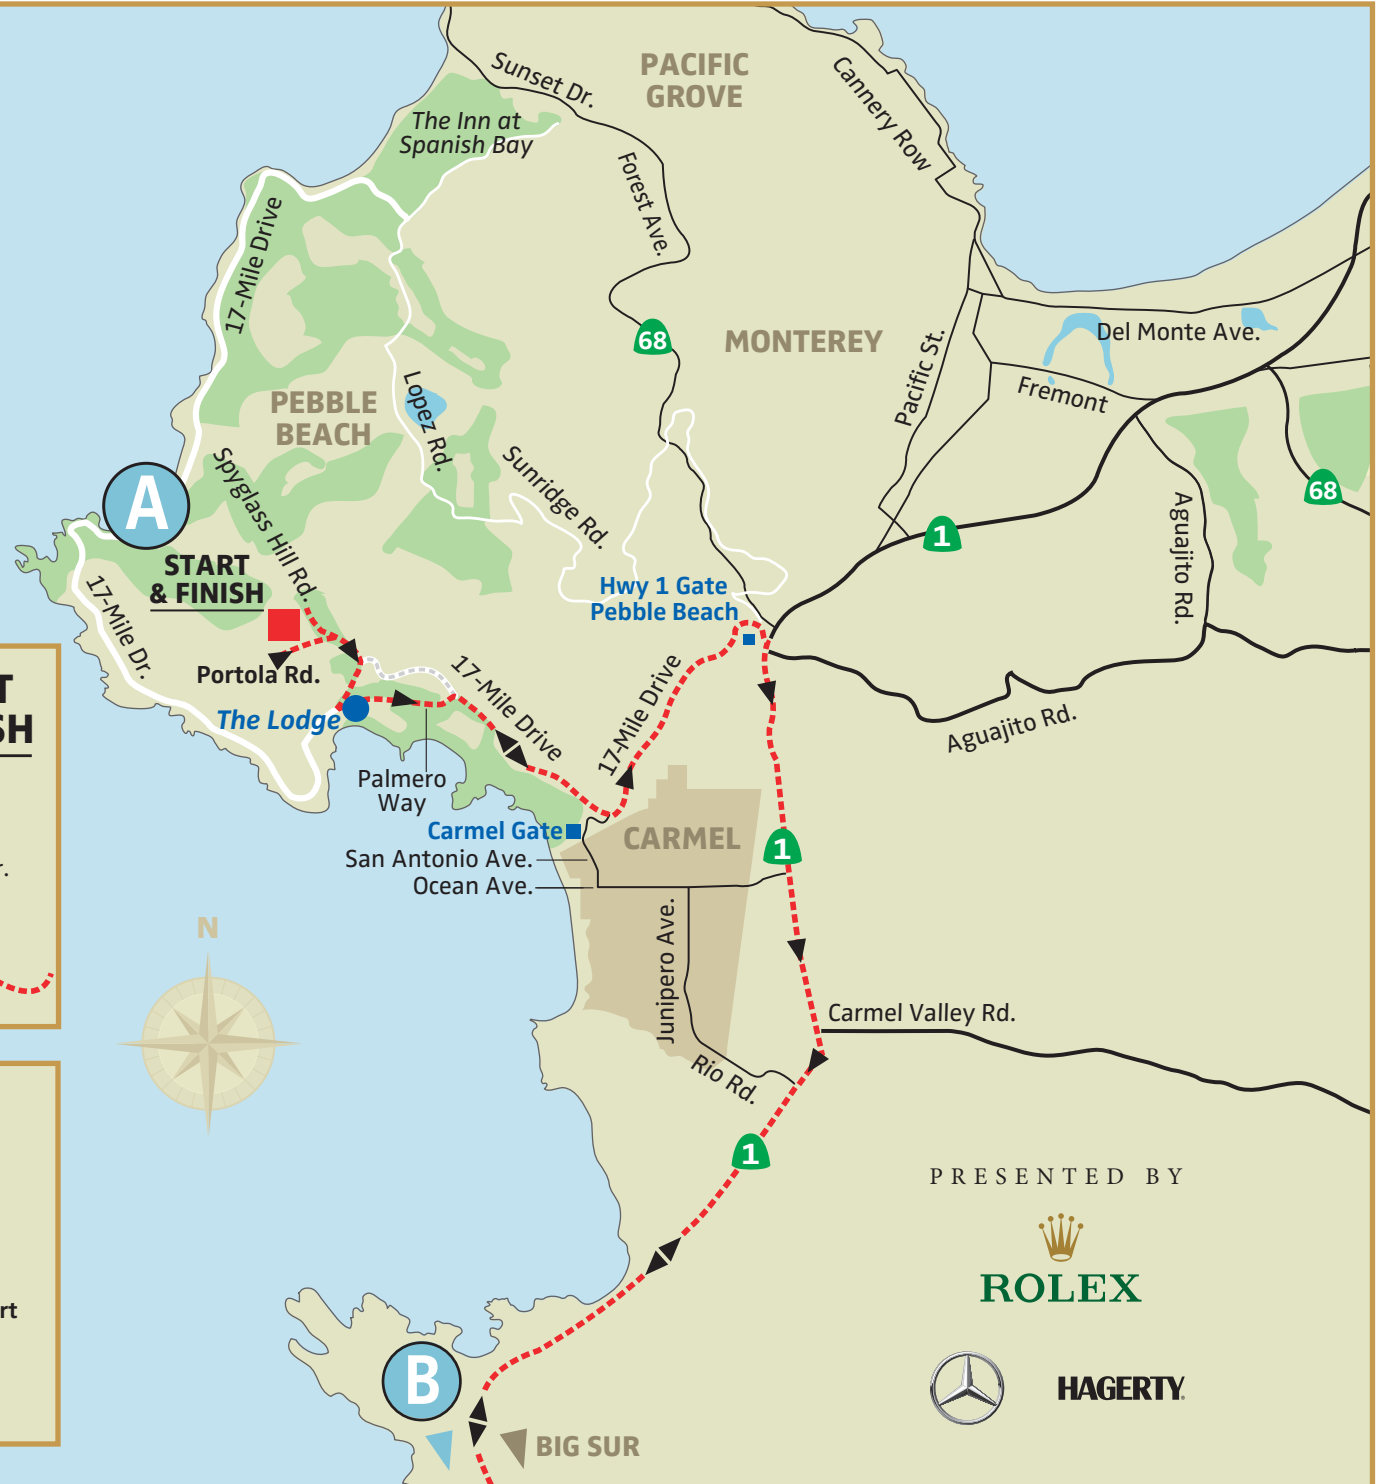 PACIFIC
GROVE
Sunset Dr.
Cannery Row
The Inn at
Spanish Bay
Forest Ave.
17-Mile Drive
68
MONTEREY
Pacific St.
Del Monte Ave.
Fremont
PEBBLE
BEACH
Lopez Rd.
Spyglass Hill Rd.
Sunridge Rd.
A
68
1
Aguajito Rd.
START
& FINISH
17-Mile Dr.
Hwy 1 Gate
Pebble Beach
Portola Rd.
The Lodge
17-Mile Drive
17-Mile Drive
Aguajito Rd.
T
SH
Palmero
Way
Carmel Gate
CARMEL
1
San Antonio Ave.
Ocean Ave.
r.
N
Junipero Ave.
Carmel Valley Rd.
Rio Rd.
1
PRESENTED BY
ROLEX
rt
B
HAGERTY
BIG SUR